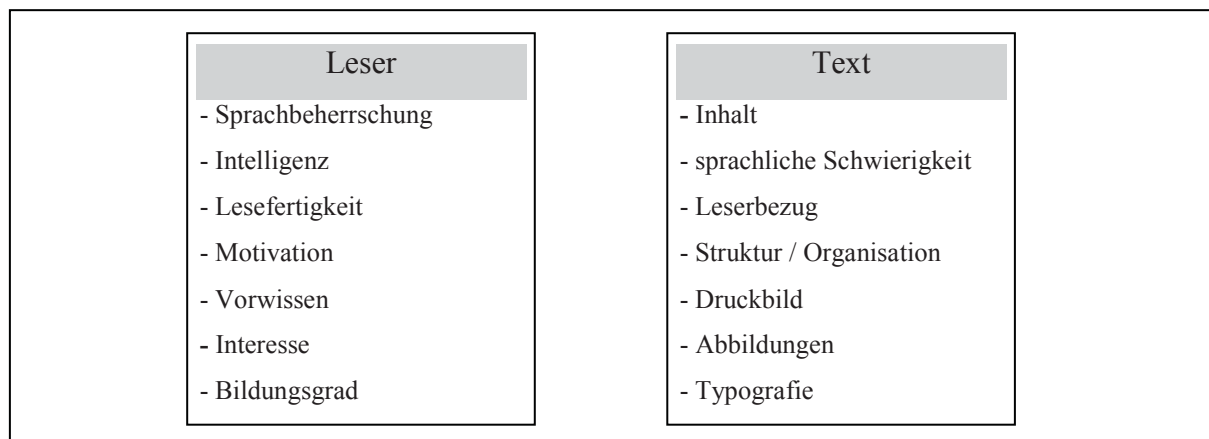 Leser
- Sprachbeherrschung
- Intelligenz
- Lesefertigkeit
- Motivation
- Vorwissen
- Interesse
- Bildungsgrad
Text
- Inhalt
- sprachliche Schwierigkeit
- Leserbezug
- Struktur / Organisation
- Druckbild
- Abbildungen
- Typografie